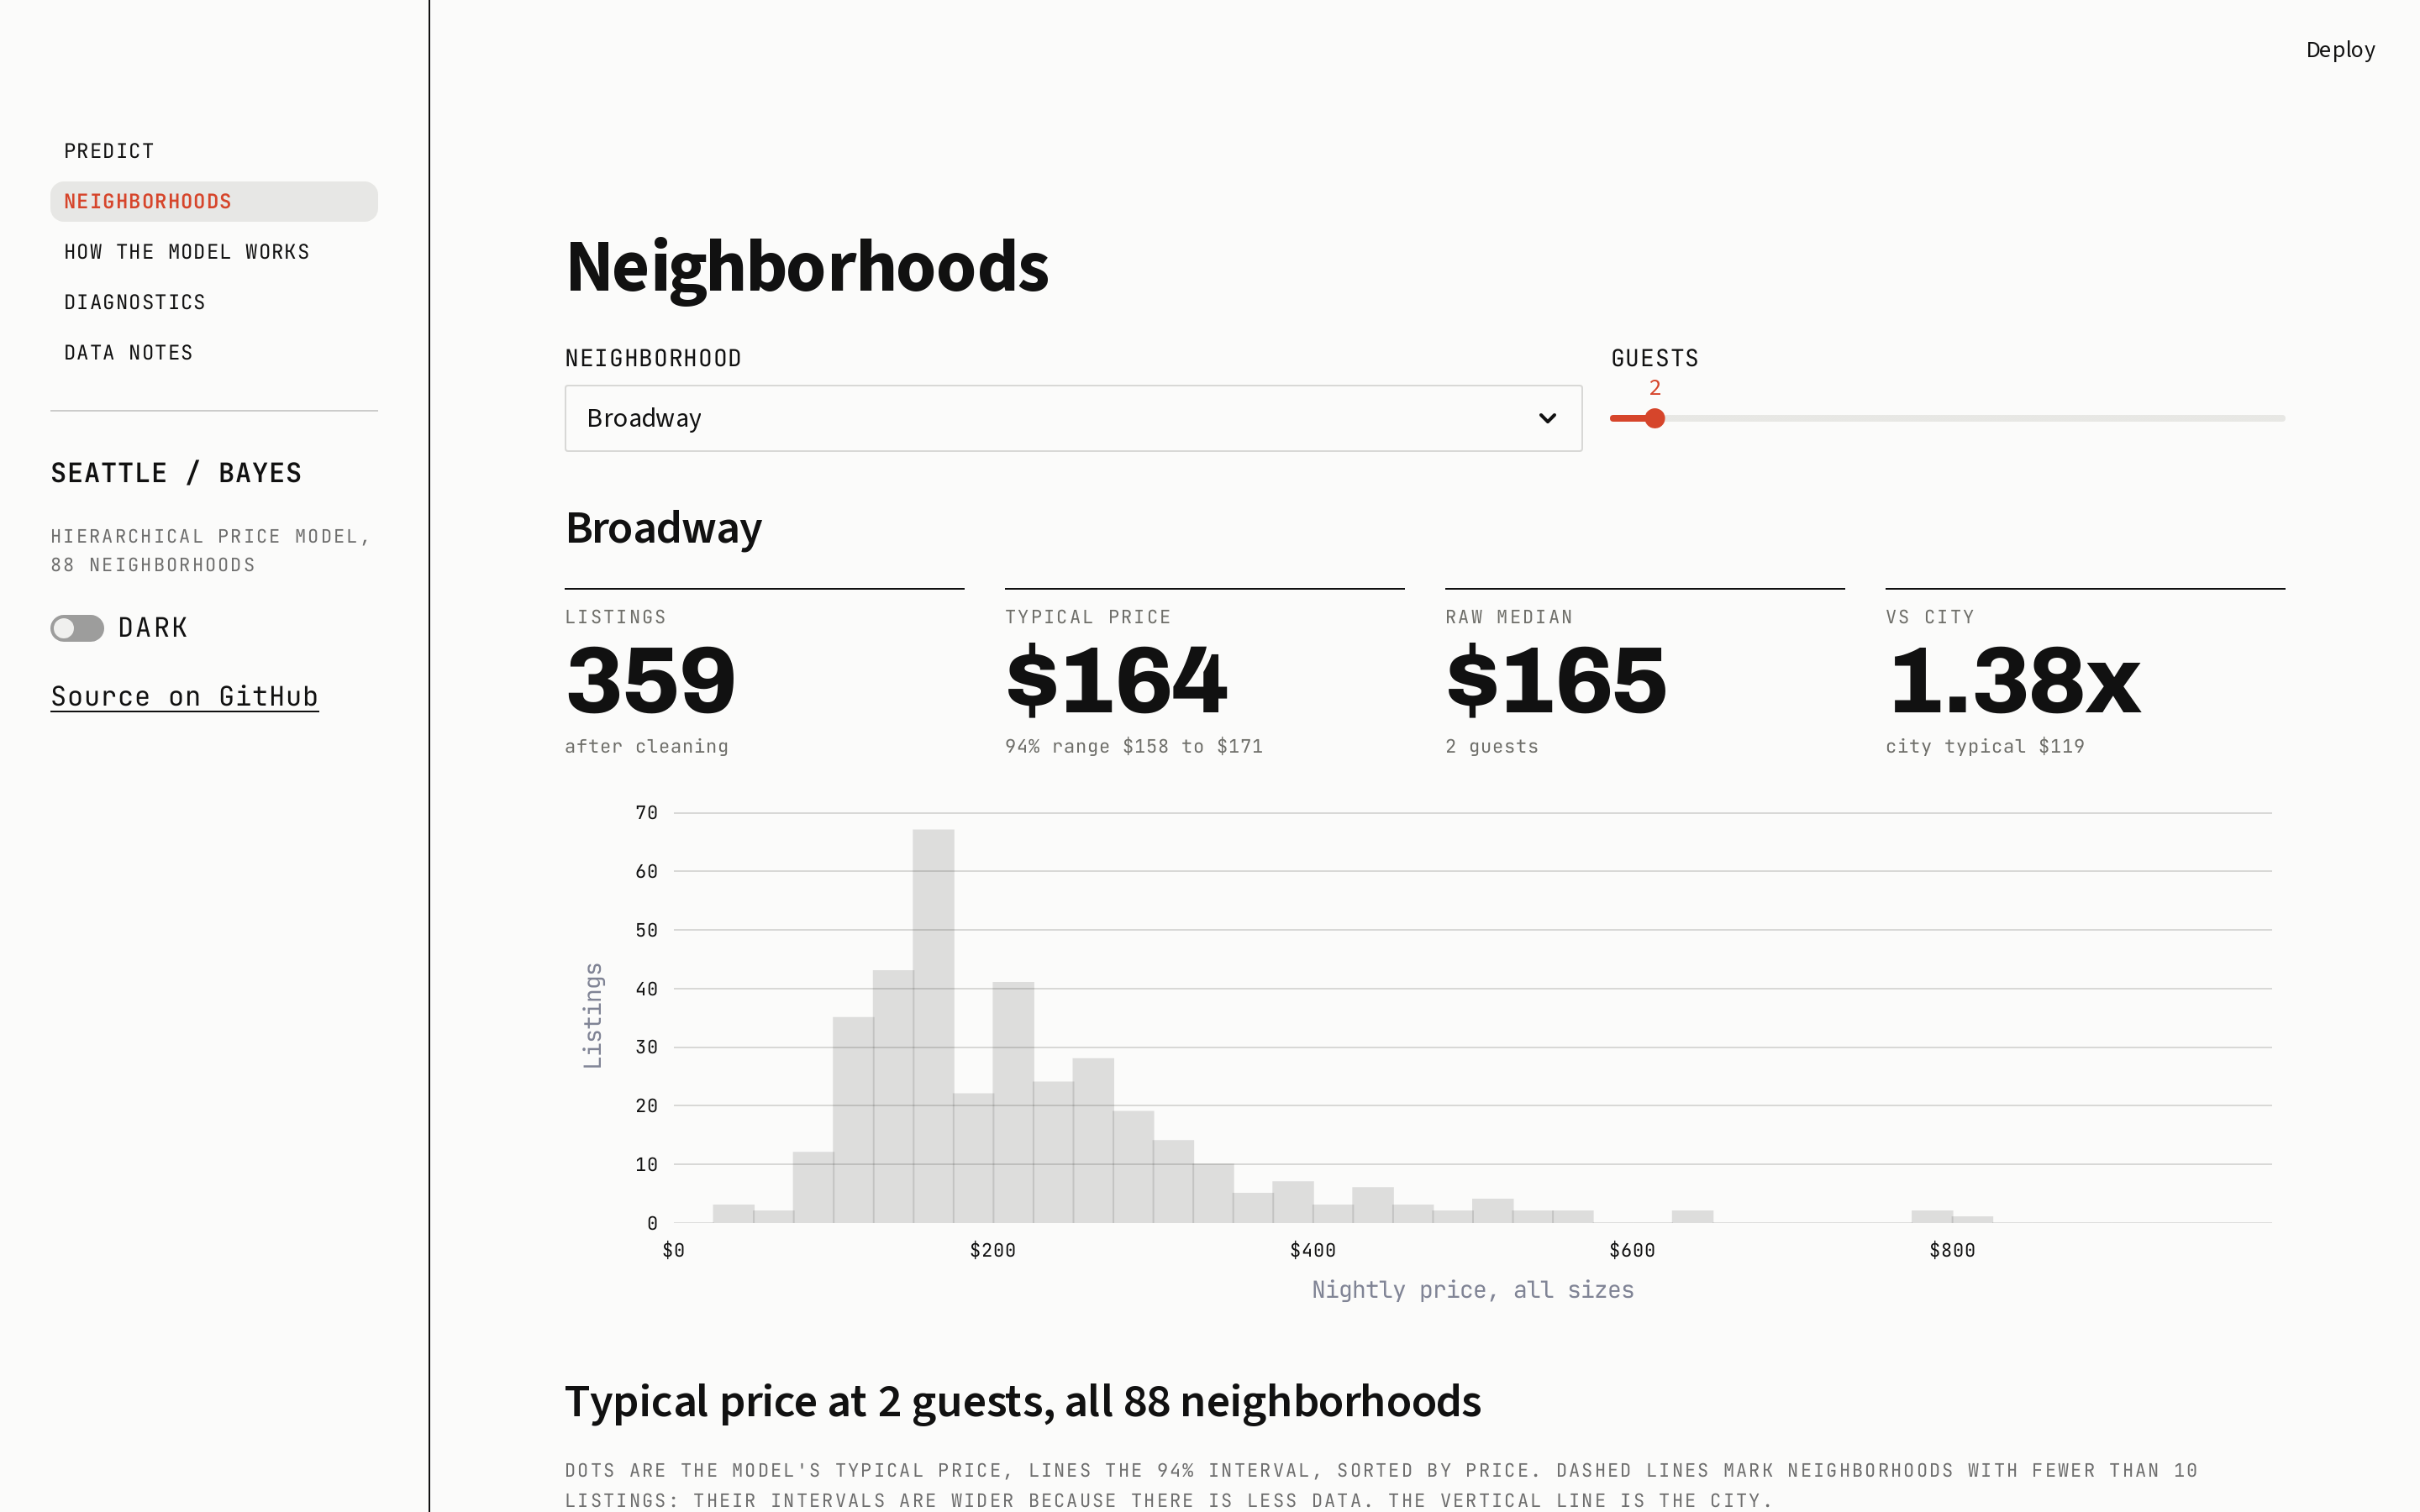 Deploy
PREDICT
NEIGHBORHOODS
HOW THE MODEL WORKS
DIAGNOSTICS
DATA NOTES
SEATTLE / BAYES
HIERARCHICAL PRICE MODEL,
88 NEIGHBORHOODS
DARK
Source on GitHub
Neighborhoods
NEIGHBORHOOD
Broadway
GUESTS
2
Broadway
LISTINGS
359
after cleaning
TYPICAL PRICE
$164
94% range $158 to $171
RAW MEDIAN
$165
2 guests
VS CITY
1.38x
city typical $119
70
60
50
40
30
20
10
0
Listings
$0 $200 $400 $600 $800
Nightly price, all sizes
Typical price at 2 guests, all 88 neighborhoods
DOTS ARE THE MODEL'S TYPICAL PRICE, LINES THE 94% INTERVAL, SORTED BY PRICE. DASHED LINES MARK NEIGHBORHOODS WITH FEWER THAN 10
LISTINGS: THEIR INTERVALS ARE WIDER BECAUSE THERE IS LESS DATA. THE VERTICAL LINE IS THE CITY.